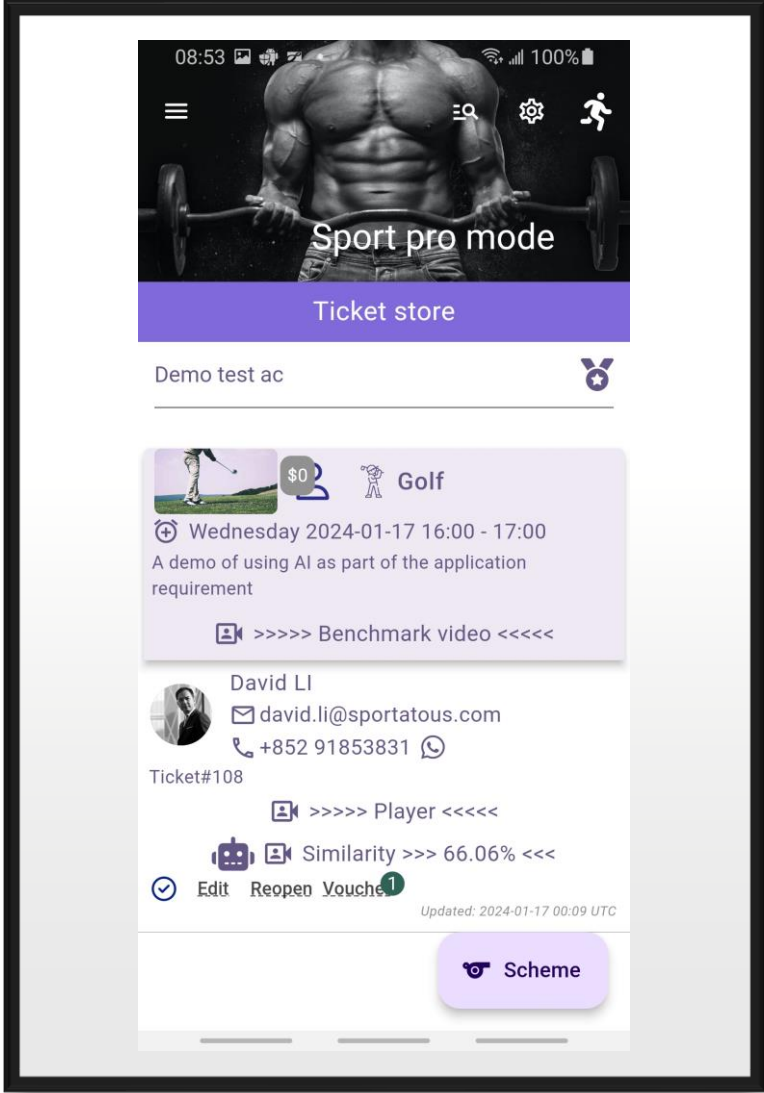 08:53 100%
Sport pro mode
Ticket store
Demo test ac
$0 Golf
Wednesday 2024-01-17 16:00 - 17:00
A demo of using AI as part of the application
requirement
>>>>> Benchmark video <<<<<
David LI
david.li@sportatous.com
+852 91853831
Ticket#108
>>>>> Player <<<<<
Similarity >>> 66.06% <<<
Edit Reopen Vouche 1
Updated: 2024-01-17 00:09 UTC
Scheme